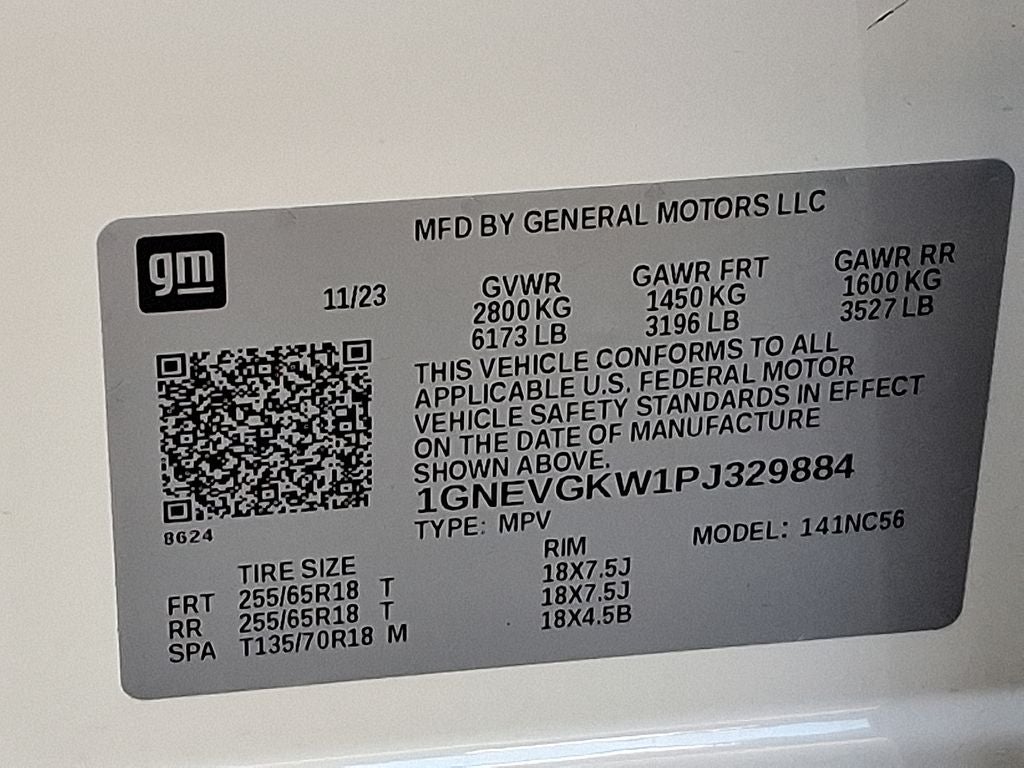 gm
MFD BY GENERAL MOTORS LLC
11/23
GVWR
2800 KG
6173 LB
GAWR FRT
1450 KG
3196 LB
GAWR RR
1600 KG
3527 LB
THIS VEHICLE CONFORMS TO ALL
APPLICABLE U.S. FEDERAL MOTOR
VEHICLE SAFETY STANDARDS IN EFFECT
ON THE DATE OF MANUFACTURE
SHOWN ABOVE.
1GNEVGKW1PJ329884
TYPE: MPV
MODEL: 141NC56
8624
TIRE SIZE RIM
FRT 255/65R18 T 18X7.5J
RR 255/65R18 T 18X7.5J
SPA T135/70R18 M 18X4.5B